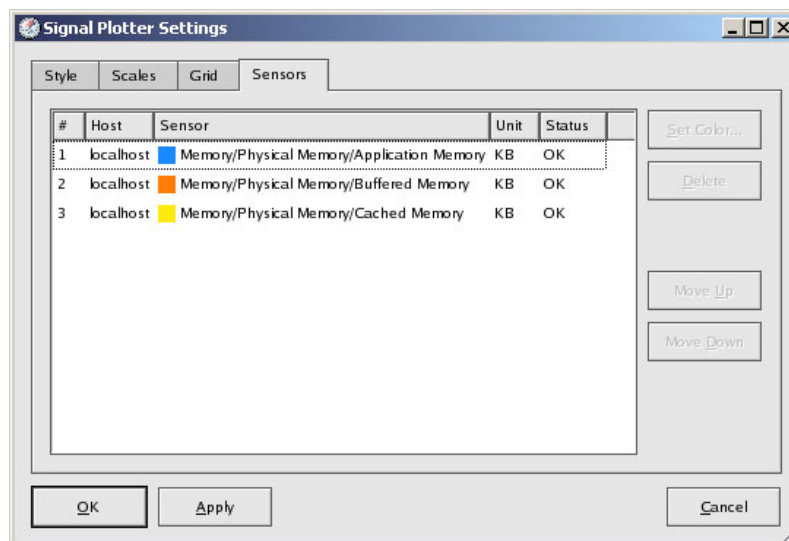 Signal Plotter Settings
Style Scales Grid Sensors
# Host Sensor Unit Status
1 localhost Memory/Physical Memory/Application Memory KB OK
2 localhost Memory/Physical Memory/Buffered Memory KB OK
3 localhost Memory/Physical Memory/Cached Memory KB OK
Set Color...
Delete
Move Up
Move Down
OK Apply Cancel